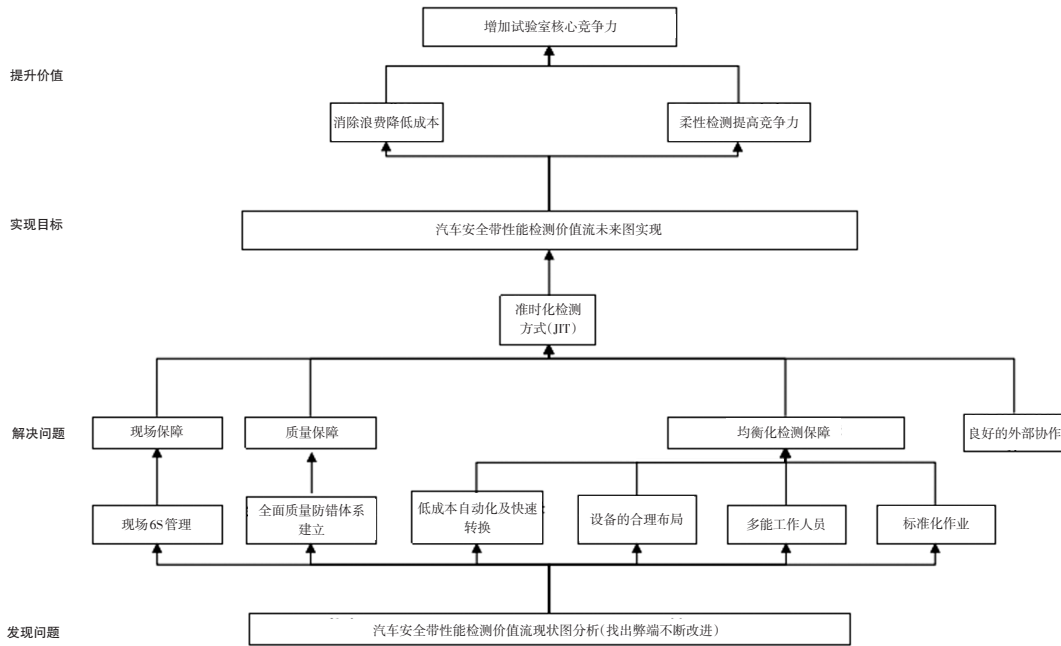 增加试验室核心竞争力
提升价值
消除浪费降低成本
柔性检测提高竞争力
实现目标
汽车安全带性能检测价值流未来图实现
准时化检测
方式(JIT)
解决问题
现场保障
质量保障
均衡化检测保障
良好的外部协作
现场6S管理
全面质量防错体系
建立
低成本自动化及快速
转换
设备的合理布局
多能工作人员
标准化作业
发现问题
汽车安全带性能检测价值流现状图分析(找出弊端不断改进)